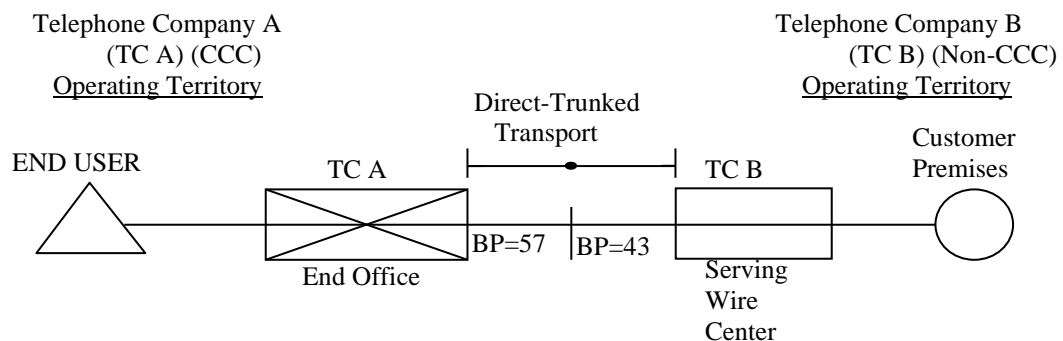 Telephone Company A
(TC A) (CCC)
Operating Territory
Telephone Company B
(TC B) (Non-CCC)
Operating Territory
Direct-Trunked
Transport
Customer
Premises
END USER
TC A
TC B
BP=57
BP=43
End Office
Serving
Wire
Center